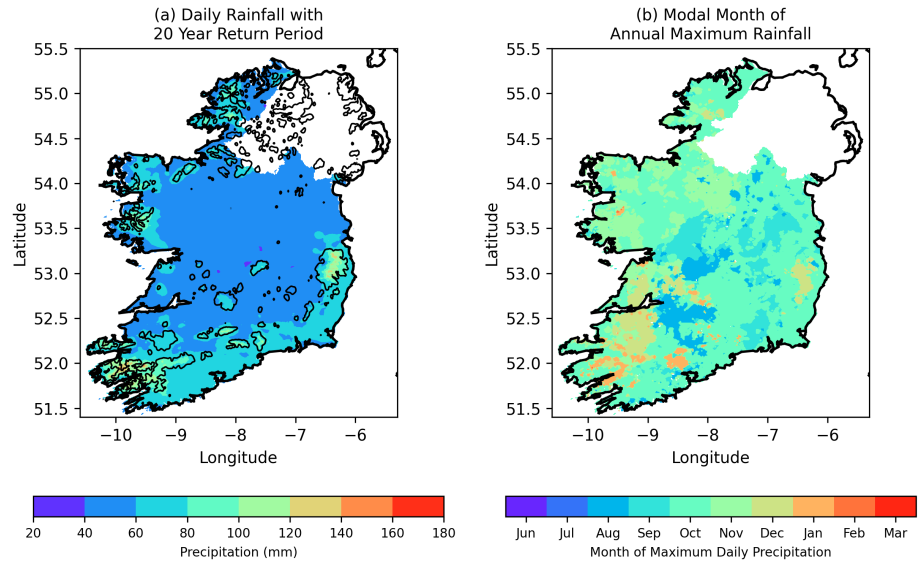 (a) Daily Rainfall with
20 Year Return Period
55.5
55.0
54.5
54.0
53.5
53.0
52.5
52.0
51.5
Latitude
−10 −9 −8 −7 −6
Longitude
20 40 60 80 100 120 140 160 180
Precipitation (mm)
(b) Modal Month of
Annual Maximum Rainfall
55.5
55.0
54.5
54.0
53.5
53.0
52.5
52.0
51.5
Latitude
−10 −9 −8 −7 −6
Longitude
Jun Jul Aug Sep Oct Nov Dec Jan Feb Mar
Month of Maximum Daily Precipitation